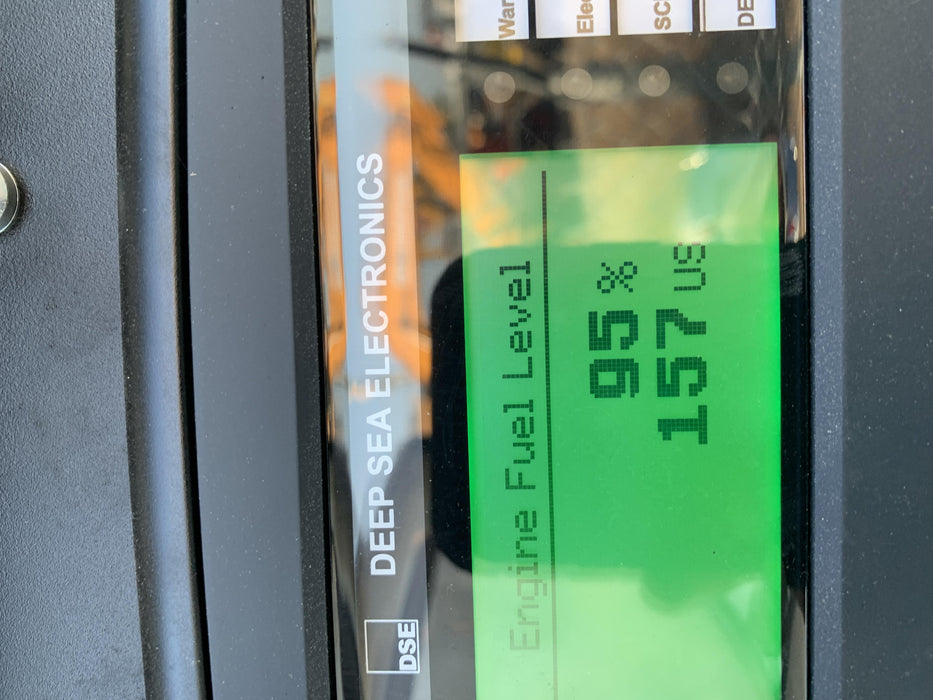 DSE DEEP SEA ELECTRONICS
Engine Fuel Level
95 %
157 US